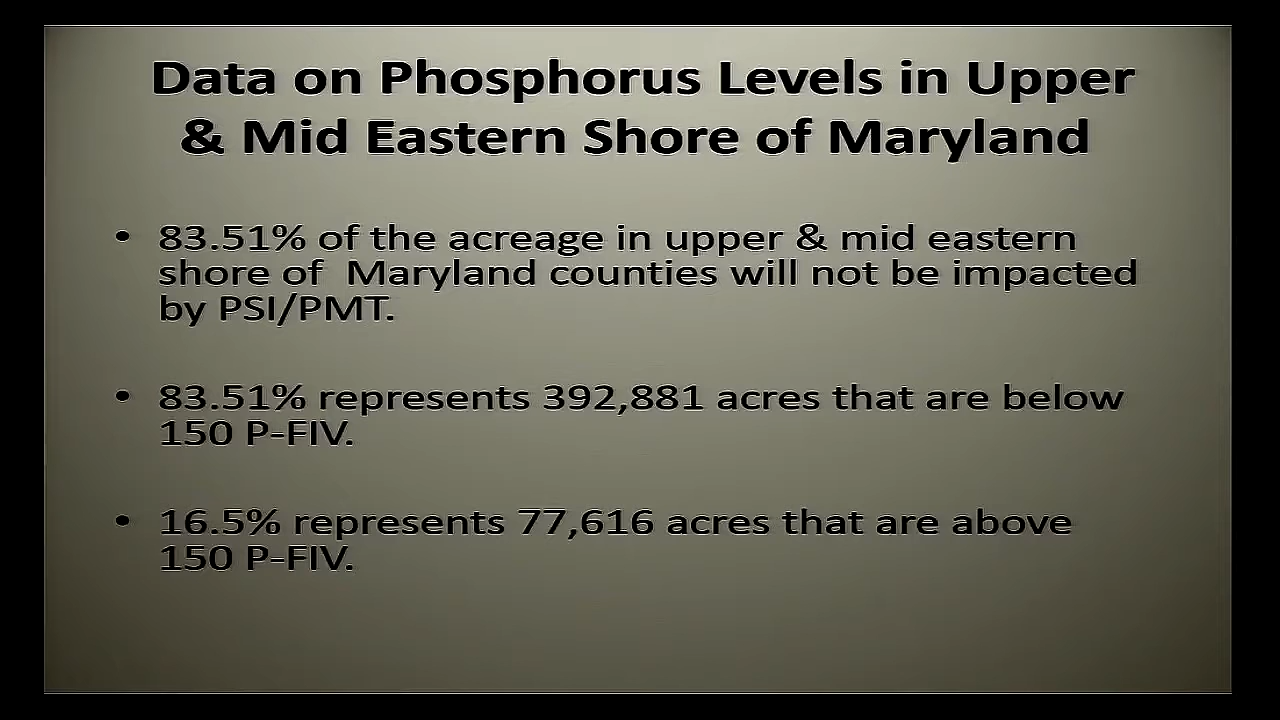 Data on Phosphorus Levels in Upper
& Mid Eastern Shore of Maryland
• 83.51% of the acreage in upper & mid eastern
shore of Maryland counties will not be impacted
by PSI/PMT.
• 83.51% represents 392,881 acres that are below
150 P-FIV.
• 16.5% represents 77,616 acres that are above
150 P-FIV.